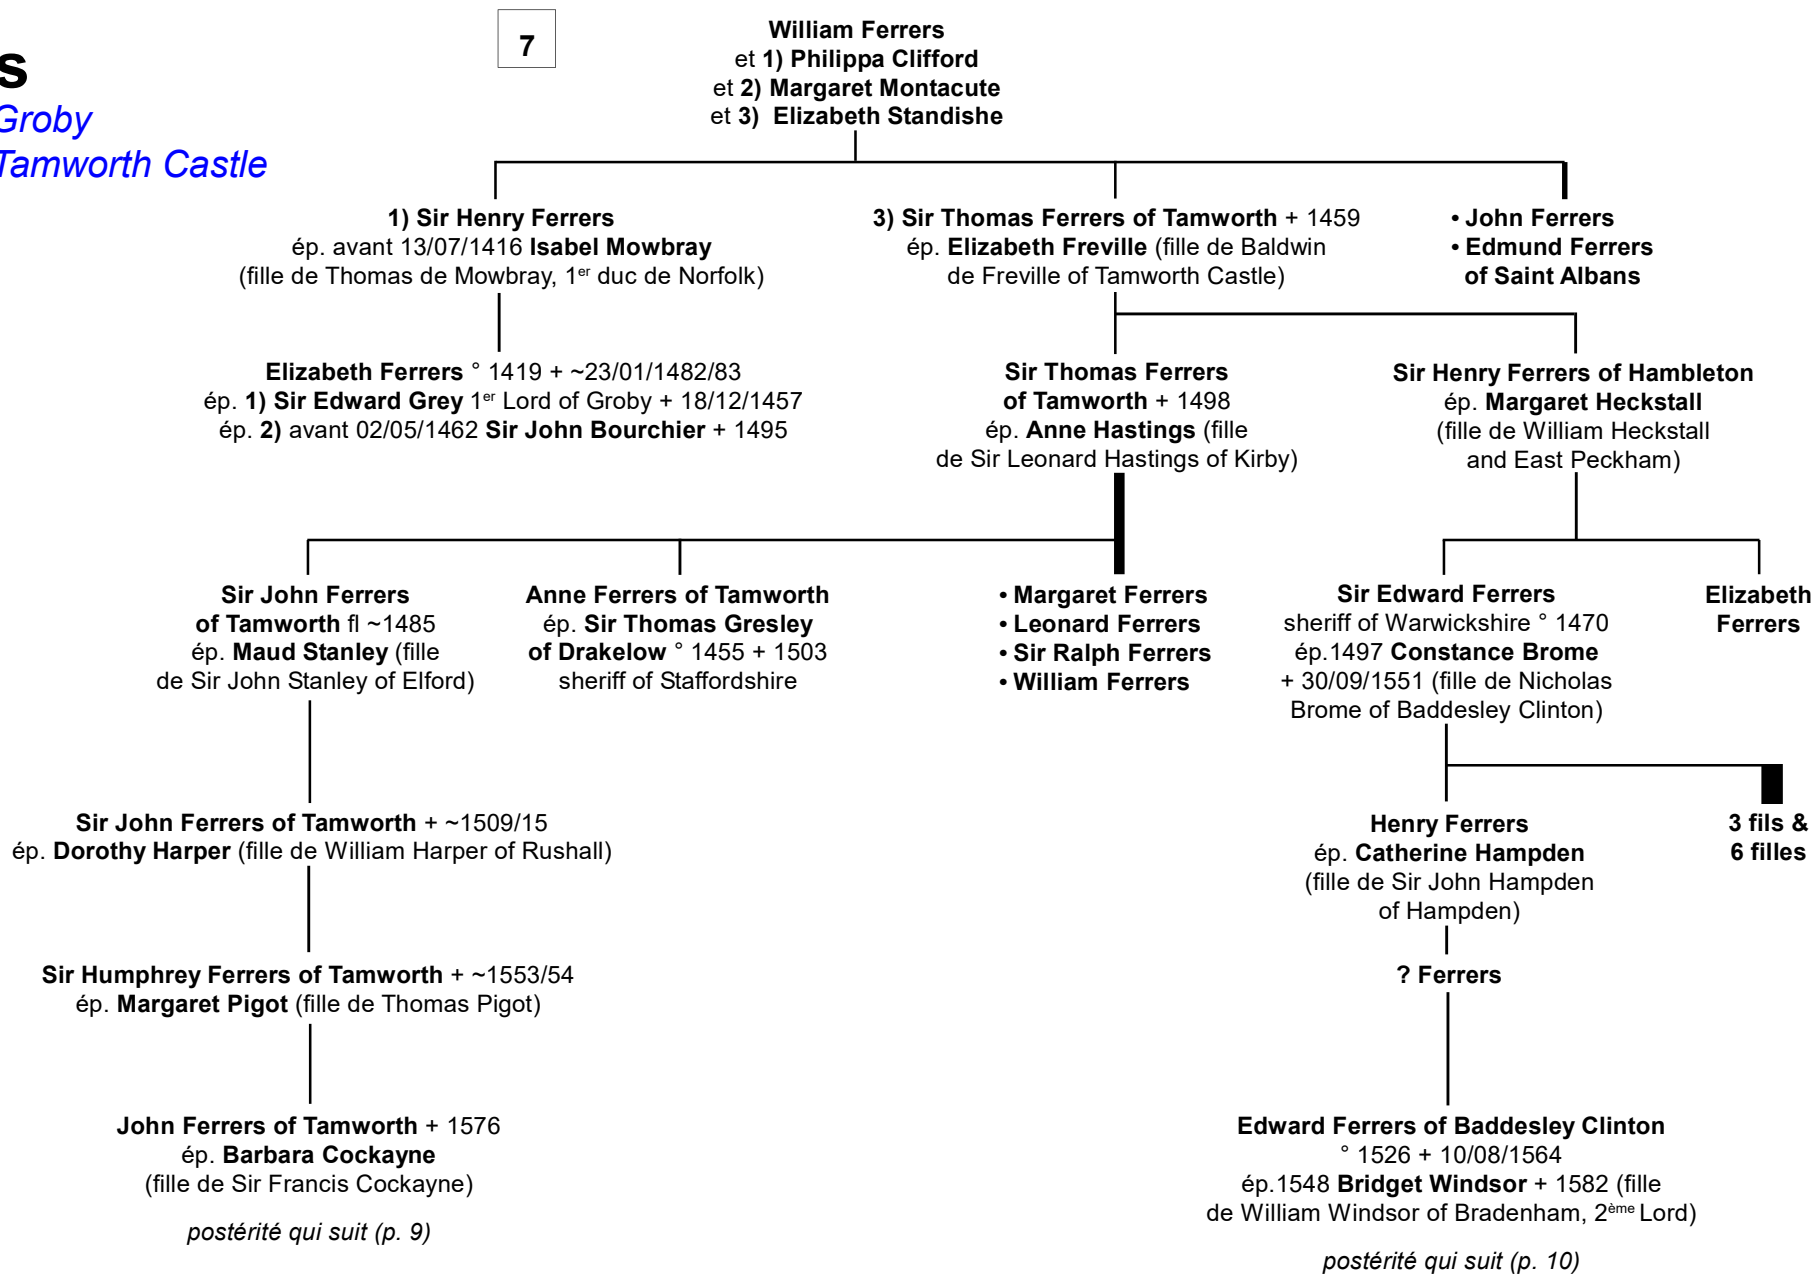 s
Groby
Tamworth Castle
7
William Ferrers
et 1) Philippa Clifford
et 2) Margaret Montacute
et 3) Elizabeth Standishe
1) Sir Henry Ferrers
ép. avant 13/07/1416 Isabel Mowbray
(fille de Thomas de Mowbray, 1er duc de Norfolk)
3) Sir Thomas Ferrers of Tamworth + 1459
ép. Elizabeth Freville (fille de Baldwin
de Freville of Tamworth Castle)
• John Ferrers
• Edmund Ferrers
of Saint Albans
Elizabeth Ferrers ° 1419 + ~23/01/1482/83
ép. 1) Sir Edward Grey 1er Lord of Groby + 18/12/1457
ép. 2) avant 02/05/1462 Sir John Bourchier + 1495
Sir Thomas Ferrers
of Tamworth + 1498
ép. Anne Hastings (fille
de Sir Leonard Hastings of Kirby)
Sir Henry Ferrers of Hambleton
ép. Margaret Heckstall
(fille de William Heckstall
and East Peckham)
Sir John Ferrers
of Tamworth fl ~1485
ép. Maud Stanley (fille
de Sir John Stanley of Elford)
Anne Ferrers of Tamworth
ép. Sir Thomas Gresley
of Drakelow ° 1455 + 1503
sheriff of Staffordshire
• Margaret Ferrers
• Leonard Ferrers
• Sir Ralph Ferrers
• William Ferrers
Sir Edward Ferrers
sheriff of Warwickshire ° 1470
ép.1497 Constance Brome
+ 30/09/1551 (fille de Nicholas
Brome of Baddesley Clinton)
Elizabeth
Ferrers
Sir John Ferrers of Tamworth + ~1509/15
ép. Dorothy Harper (fille de William Harper of Rushall)
Henry Ferrers
ép. Catherine Hampden
(fille de Sir John Hampden
of Hampden)
3 fils &
6 filles
Sir Humphrey Ferrers of Tamworth + ~1553/54
ép. Margaret Pigot (fille de Thomas Pigot)
? Ferrers
John Ferrers of Tamworth + 1576
ép. Barbara Cockayne
(fille de Sir Francis Cockayne)
postérité qui suit (p. 9)
Edward Ferrers of Baddesley Clinton
° 1526 + 10/08/1564
ép.1548 Bridget Windsor + 1582 (fille
de William Windsor of Bradenham, 2ème Lord)
postérité qui suit (p. 10)